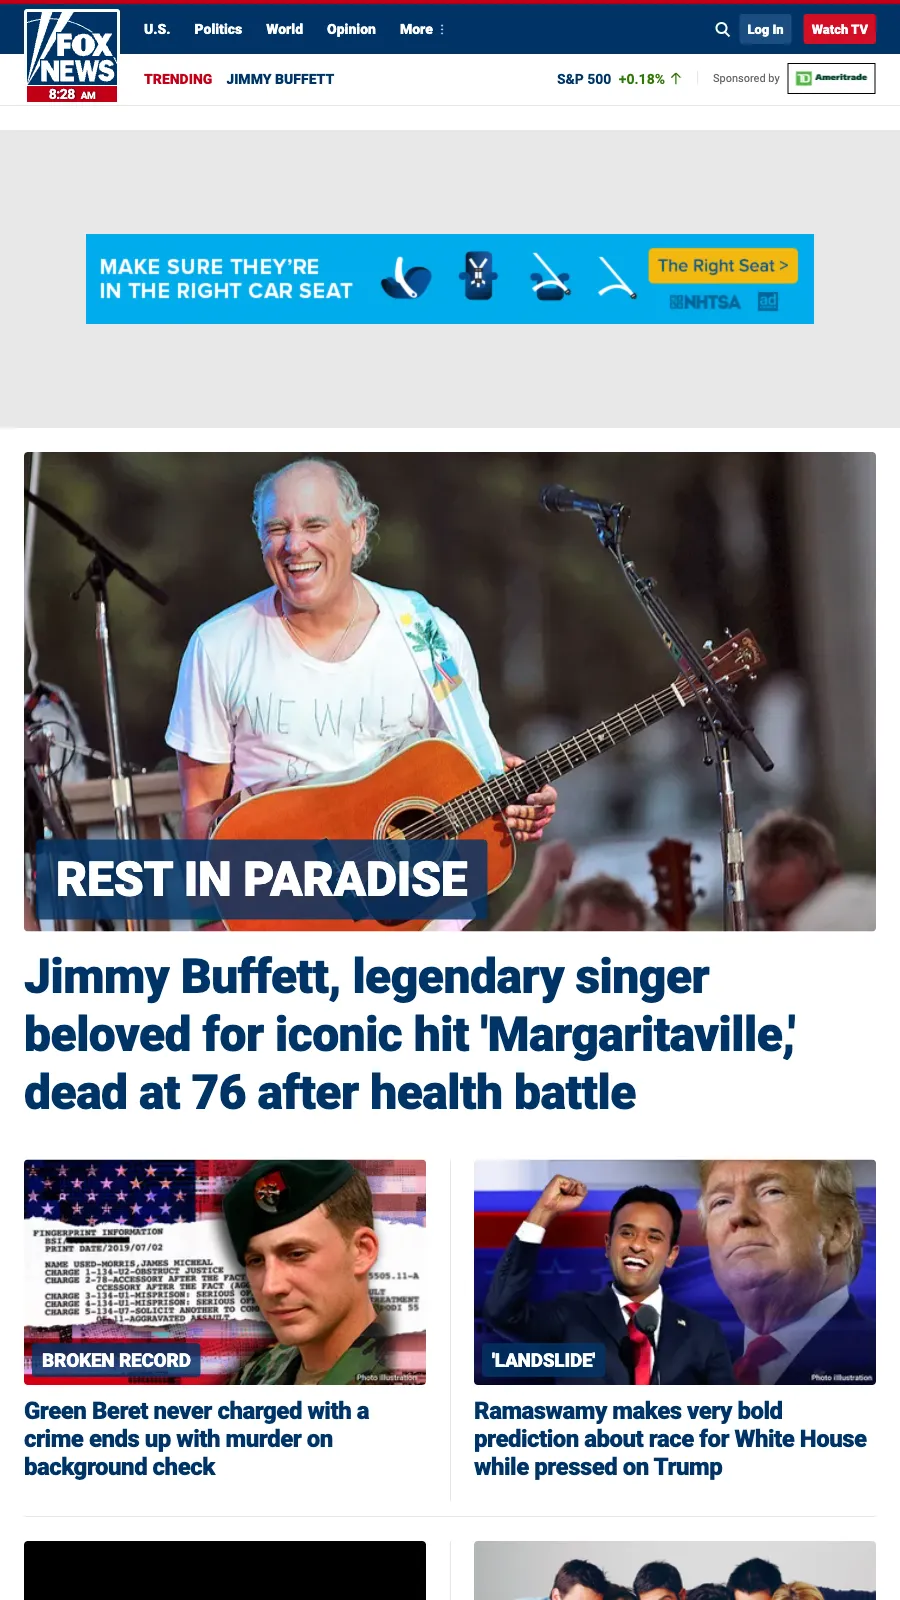 U.S. Politics World Opinion More
Log In
Watch TV
FOX
NEWS
8:28 AM
TRENDING JIMMY BUFFETT
S&P 500 +0.18% ↑
Sponsored by
TD Ameritrade
MAKE SURE THEY'RE
IN THE RIGHT CAR SEAT
The Right Seat >
NHTSA
ad
WE WILL
REST IN PARADISE
Jimmy Buffett, legendary singer
beloved for iconic hit 'Margaritaville,'
dead at 76 after health battle
FINGERPRINT INFORMATION
BSI/
PRINT DATE/2019/07/02
NAME USED-MORRIS,JAMES MICHEAL
CHARGE 1-134-U2-OBSTRUCT JUSTICE
CHARGE 2-78-ACCESSORY AFTER THE FACT
5505.11-A
CCESSORY AFTER THE FACT
CHARGE 3-134-U1-MISPRISON: SERIOUS
CHARGE 4-134-U1-MISPRISON: SERIOUS
CHARGE 5-134-U7-SOLICIT ANOTHER TO
11-AGGRAVATED ASSAULT
BROKEN RECORD
Photo illustration
Green Beret never charged with a
crime ends up with murder on
background check
'LANDSLIDE'
Photo illustration
Ramaswamy makes very bold
prediction about race for White House
while pressed on Trump